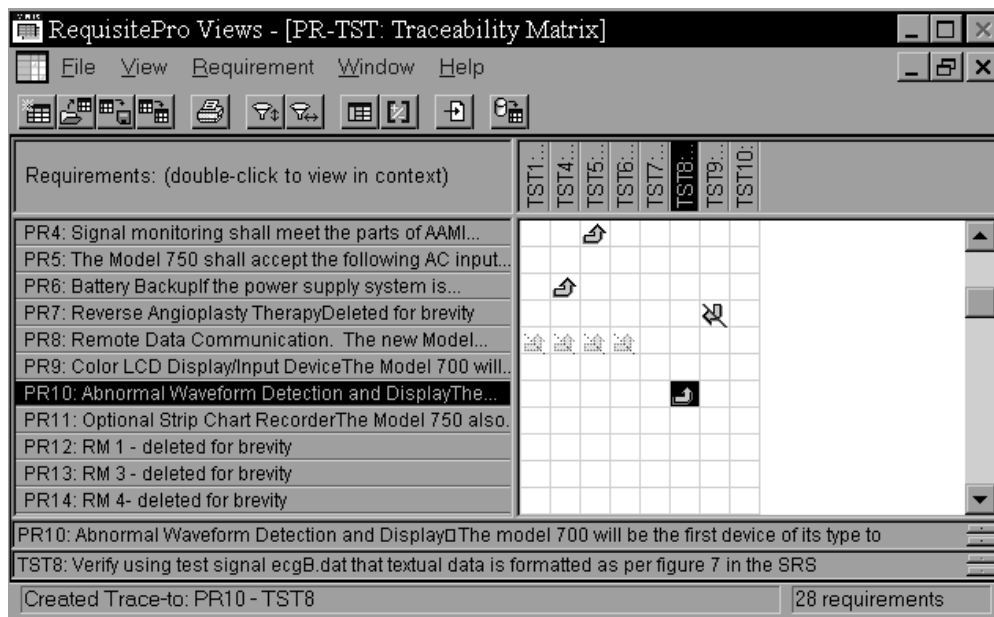 RequisitePro Views - [PR-TST: Traceability Matrix]
File View Requirement Window Help
Requirements: (double-click to view in context)
TST1:... TST4:... TST5:... TST6:... TST7:... TST8:... TST9:... TST10:
PR4: Signal monitoring shall meet the parts of AAMI...
PR5: The Model 750 shall accept the following AC input...
PR6: Battery BackupIf the power supply system is...
PR7: Reverse Angioplasty TherapyDeleted for brevity
PR8: Remote Data Communication. The new Model...
PR9: Color LCD Display/Input DeviceThe Model 700 will...
PR10: Abnormal Waveform Detection and DisplayThe...
PR11: Optional Strip Chart RecorderThe Model 750 also.
PR12: RM 1 - deleted for brevity
PR13: RM 3 - deleted for brevity
PR14: RM 4- deleted for brevity
PR10: Abnormal Waveform Detection and Display▯The model 700 will be the first device of its type to
TST8: Verify using test signal ecgB.dat that textual data is formatted as per figure 7 in the SRS
Created Trace-to: PR10 - TST8
28 requirements